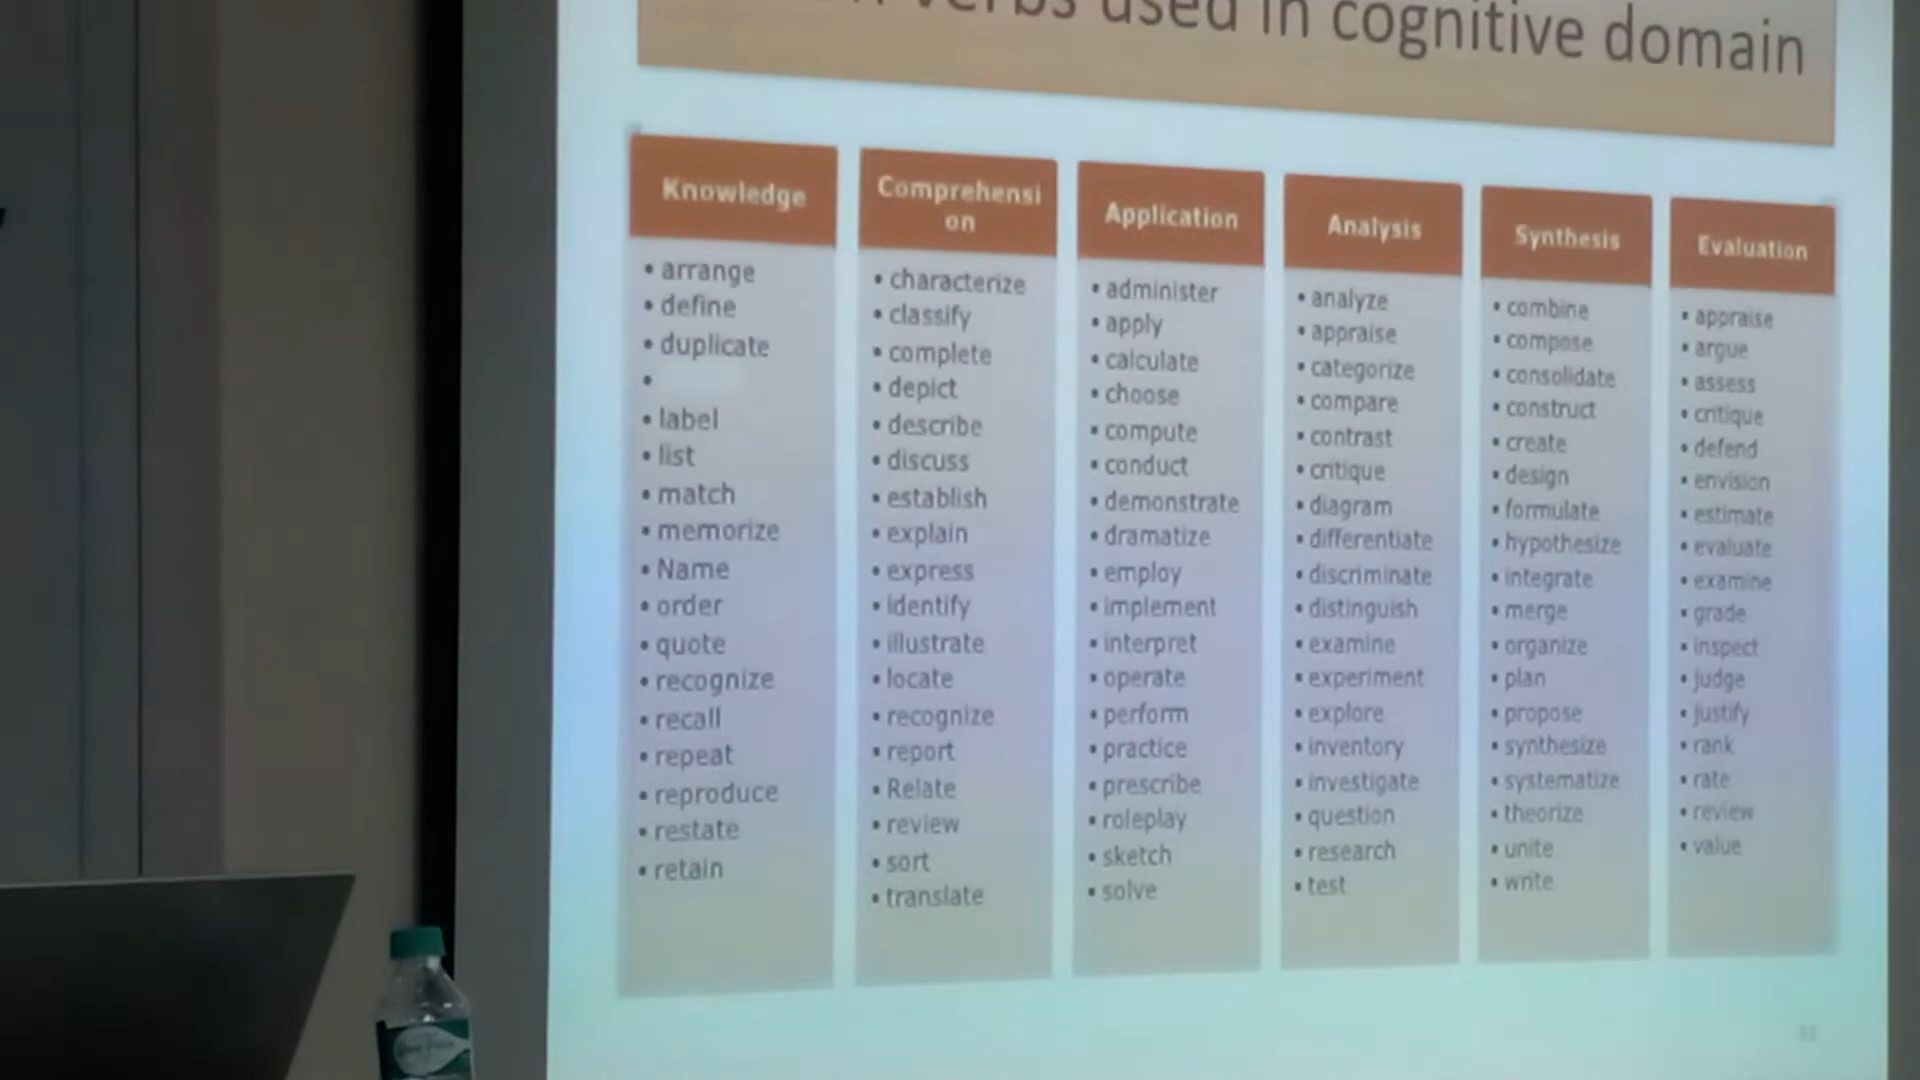 verbs used in cognitive domain
Knowledge
• arrange
• define
• duplicate
•
• label
• list
• match
• memorize
• Name
• order
• quote
• recognize
• recall
• repeat
• reproduce
• restate
• retain
Comprehensi
on
• characterize
• classify
• complete
• depict
• describe
• discuss
• establish
• explain
• express
• identify
• illustrate
• locate
• recognize
• report
• Relate
• review
• sort
• translate
Application
• administer
• apply
• calculate
• choose
• compute
• conduct
• demonstrate
• dramatize
• employ
• implement
• interpret
• operate
• perform
• practice
• prescribe
• roleplay
• sketch
• solve
Analysis
• analyze
• appraise
• categorize
• compare
• contrast
• critique
• diagram
• differentiate
• discriminate
• distinguish
• examine
• experiment
• explore
• inventory
• investigate
• question
• research
• test
Synthesis
• combine
• compose
• consolidate
• construct
• create
• design
• formulate
• hypothesize
• integrate
• merge
• organize
• plan
• propose
• synthesize
• systematize
• theorize
• unite
• write
Evaluation
• appraise
• argue
• assess
• critique
• defend
• envision
• estimate
• evaluate
• examine
• grade
• inspect
• judge
• justify
• rank
• rate
• review
• value